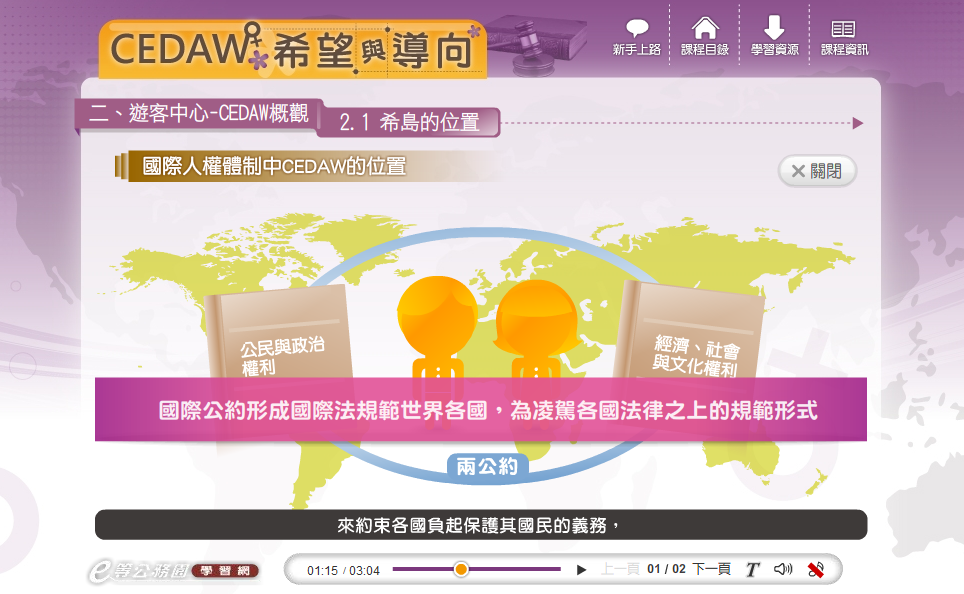 CEDAW希望與導向
新手上路
課程目錄
學習資源
課程資訊
二、遊客中心-CEDAW概觀
2.1 希島的位置
國際人權體制中CEDAW的位置
關閉
公民與政治
權利
經濟、社會
與文化權利
國際公約形成國際法規範世界各國，為凌駕各國法律之上的規範形式
兩公約
來約束各國負起保護其國民的義務，
e等公務園
學習網
01:15 / 03:04
上一頁 01 / 02 下一頁 T